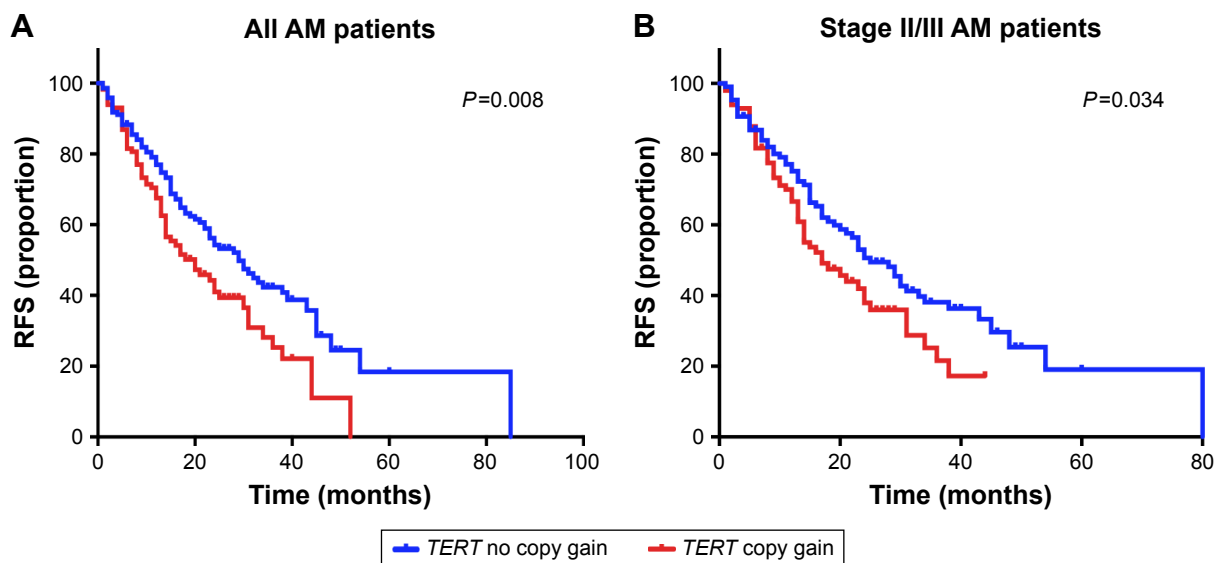 A
All AM patients
RFS (proportion)
100
80
60
40
20
0
P=0.008
0 20 40 60 80 100
Time (months)
B
Stage II/III AM patients
RFS (proportion)
100
80
60
40
20
0
P=0.034
0 20 40 60 80
Time (months)
TERT no copy gain TERT copy gain